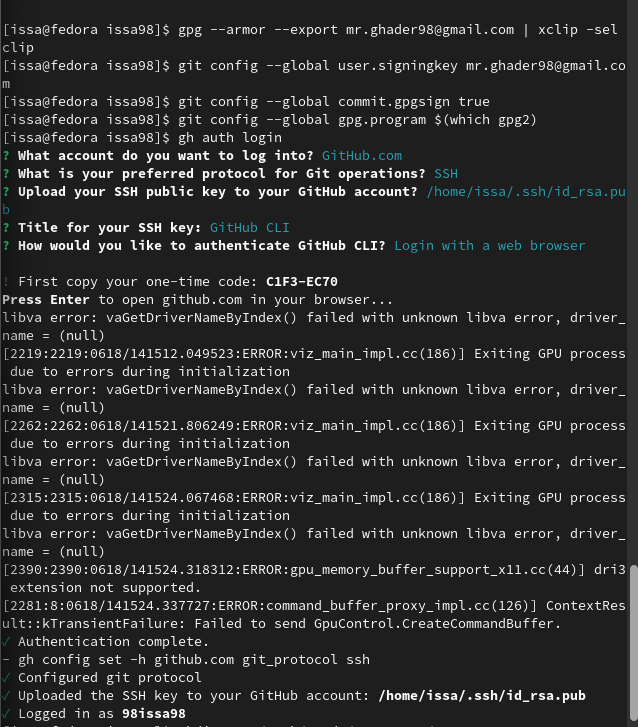 [issa@fedora issa98]$ gpg --armor --export mr.ghader98@gmail.com | xclip -sel
clip
[issa@fedora issa98]$ git config --global user.signingkey mr.ghader98@gmail.co
m
[issa@fedora issa98]$ git config --global commit.gpgsign true
[issa@fedora issa98]$ git config --global gpg.program $(which gpg2)
[issa@fedora issa98]$ gh auth login
? What account do you want to log into? GitHub.com
? What is your preferred protocol for Git operations? SSH
? Upload your SSH public key to your GitHub account? /home/issa/.ssh/id_rsa.pu
b
? Title for your SSH key: GitHub CLI
? How would you like to authenticate GitHub CLI? Login with a web browser
! First copy your one-time code: C1F3-EC70
Press Enter to open github.com in your browser...
libva error: vaGetDriverNameByIndex() failed with unknown libva error, driver_
name = (null)
[2219:2219:0618/141512.049523:ERROR:viz_main_impl.cc(186)] Exiting GPU process
due to errors during initialization
libva error: vaGetDriverNameByIndex() failed with unknown libva error, driver_
name = (null)
[2262:2262:0618/141521.806249:ERROR:viz_main_impl.cc(186)] Exiting GPU process
due to errors during initialization
libva error: vaGetDriverNameByIndex() failed with unknown libva error, driver_
name = (null)
[2315:2315:0618/141524.067468:ERROR:viz_main_impl.cc(186)] Exiting GPU process
due to errors during initialization
libva error: vaGetDriverNameByIndex() failed with unknown libva error, driver_
name = (null)
[2390:2390:0618/141524.318312:ERROR:gpu_memory_buffer_support_x11.cc(44)] dri3
extension not supported.
[2281:8:0618/141524.337727:ERROR:command_buffer_proxy_impl.cc(126)] ContextRes
ult::kTransientFailure: Failed to send GpuControl.CreateCommandBuffer.
✓ Authentication complete.
- gh config set -h github.com git_protocol ssh
✓ Configured git protocol
✓ Uploaded the SSH key to your GitHub account: /home/issa/.ssh/id_rsa.pub
✓ Logged in as 98issa98